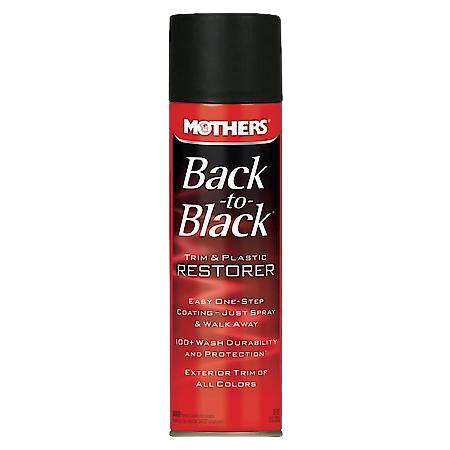 MOTHERS®
Back
-to-
Black®
TRIM & PLASTIC
RESTORER
EASY ONE-STEP
COATING – JUST SPRAY
& WALK AWAY
100+ WASH DURABILITY
AND PROTECTION
EXTERIOR TRIM OF
ALL COLORS